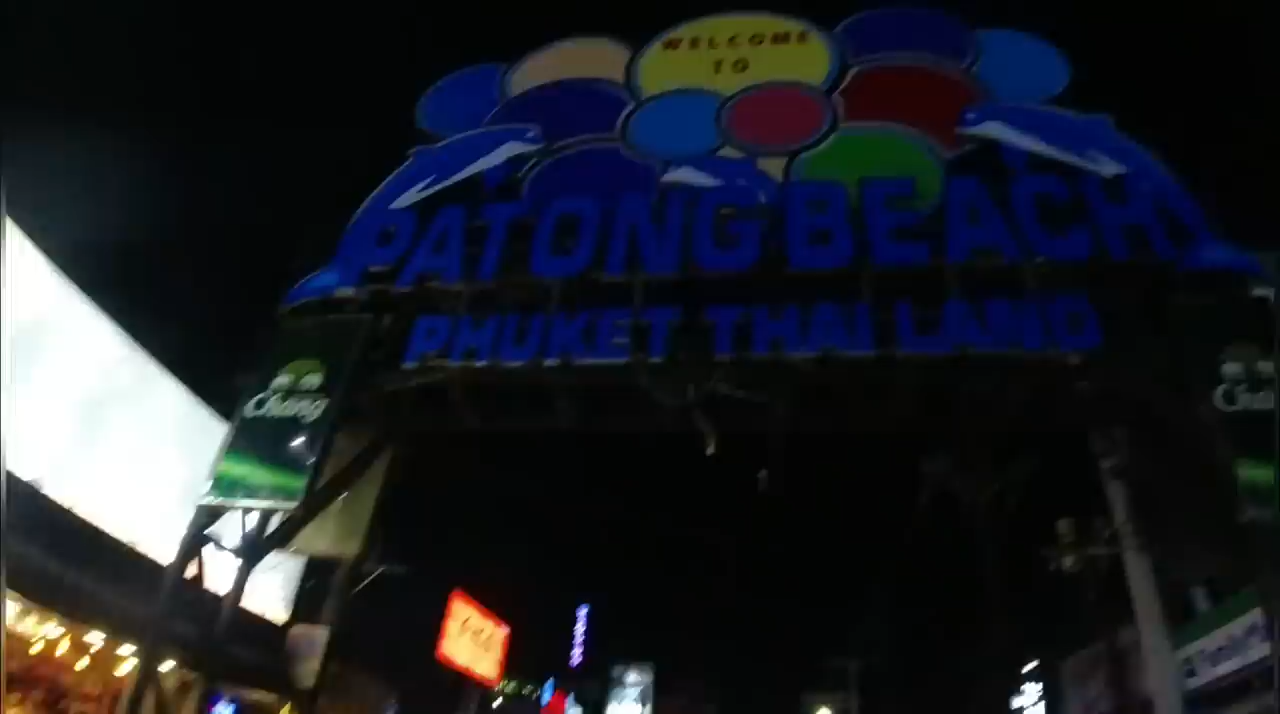 WELCOME
TO
PATONG BEACH
PHUKET THAILAND
Chang